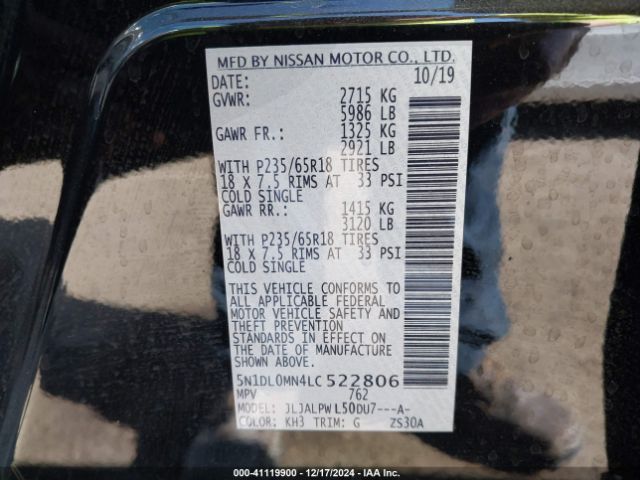 MFD BY NISSAN MOTOR CO., LTD.
DATE: 10/19
GVWR: 2715 KG
5986 LB
GAWR FR.: 1325 KG
2921 LB
WITH P235/65R18 TIRES
18 X 7.5 RIMS AT 33 PSI
COLD SINGLE
GAWR RR.: 1415 KG
3120 LB
WITH P235/65R18 TIRES
18 X 7.5 RIMS AT 33 PSI
COLD SINGLE
THIS VEHICLE CONFORMS TO
ALL APPLICABLE FEDERAL
MOTOR VEHICLE SAFETY AND
THEFT PREVENTION
STANDARDS IN EFFECT ON
THE DATE OF MANUFACTURE
SHOWN ABOVE.
5N1DL0MN4LC522806
MPV 762
MODEL: JLJALPWL50DU7---A-
COLOR: KH3 TRIM: G ZS30A
000-41119900 - 12/17/2024 - IAA, LLC.